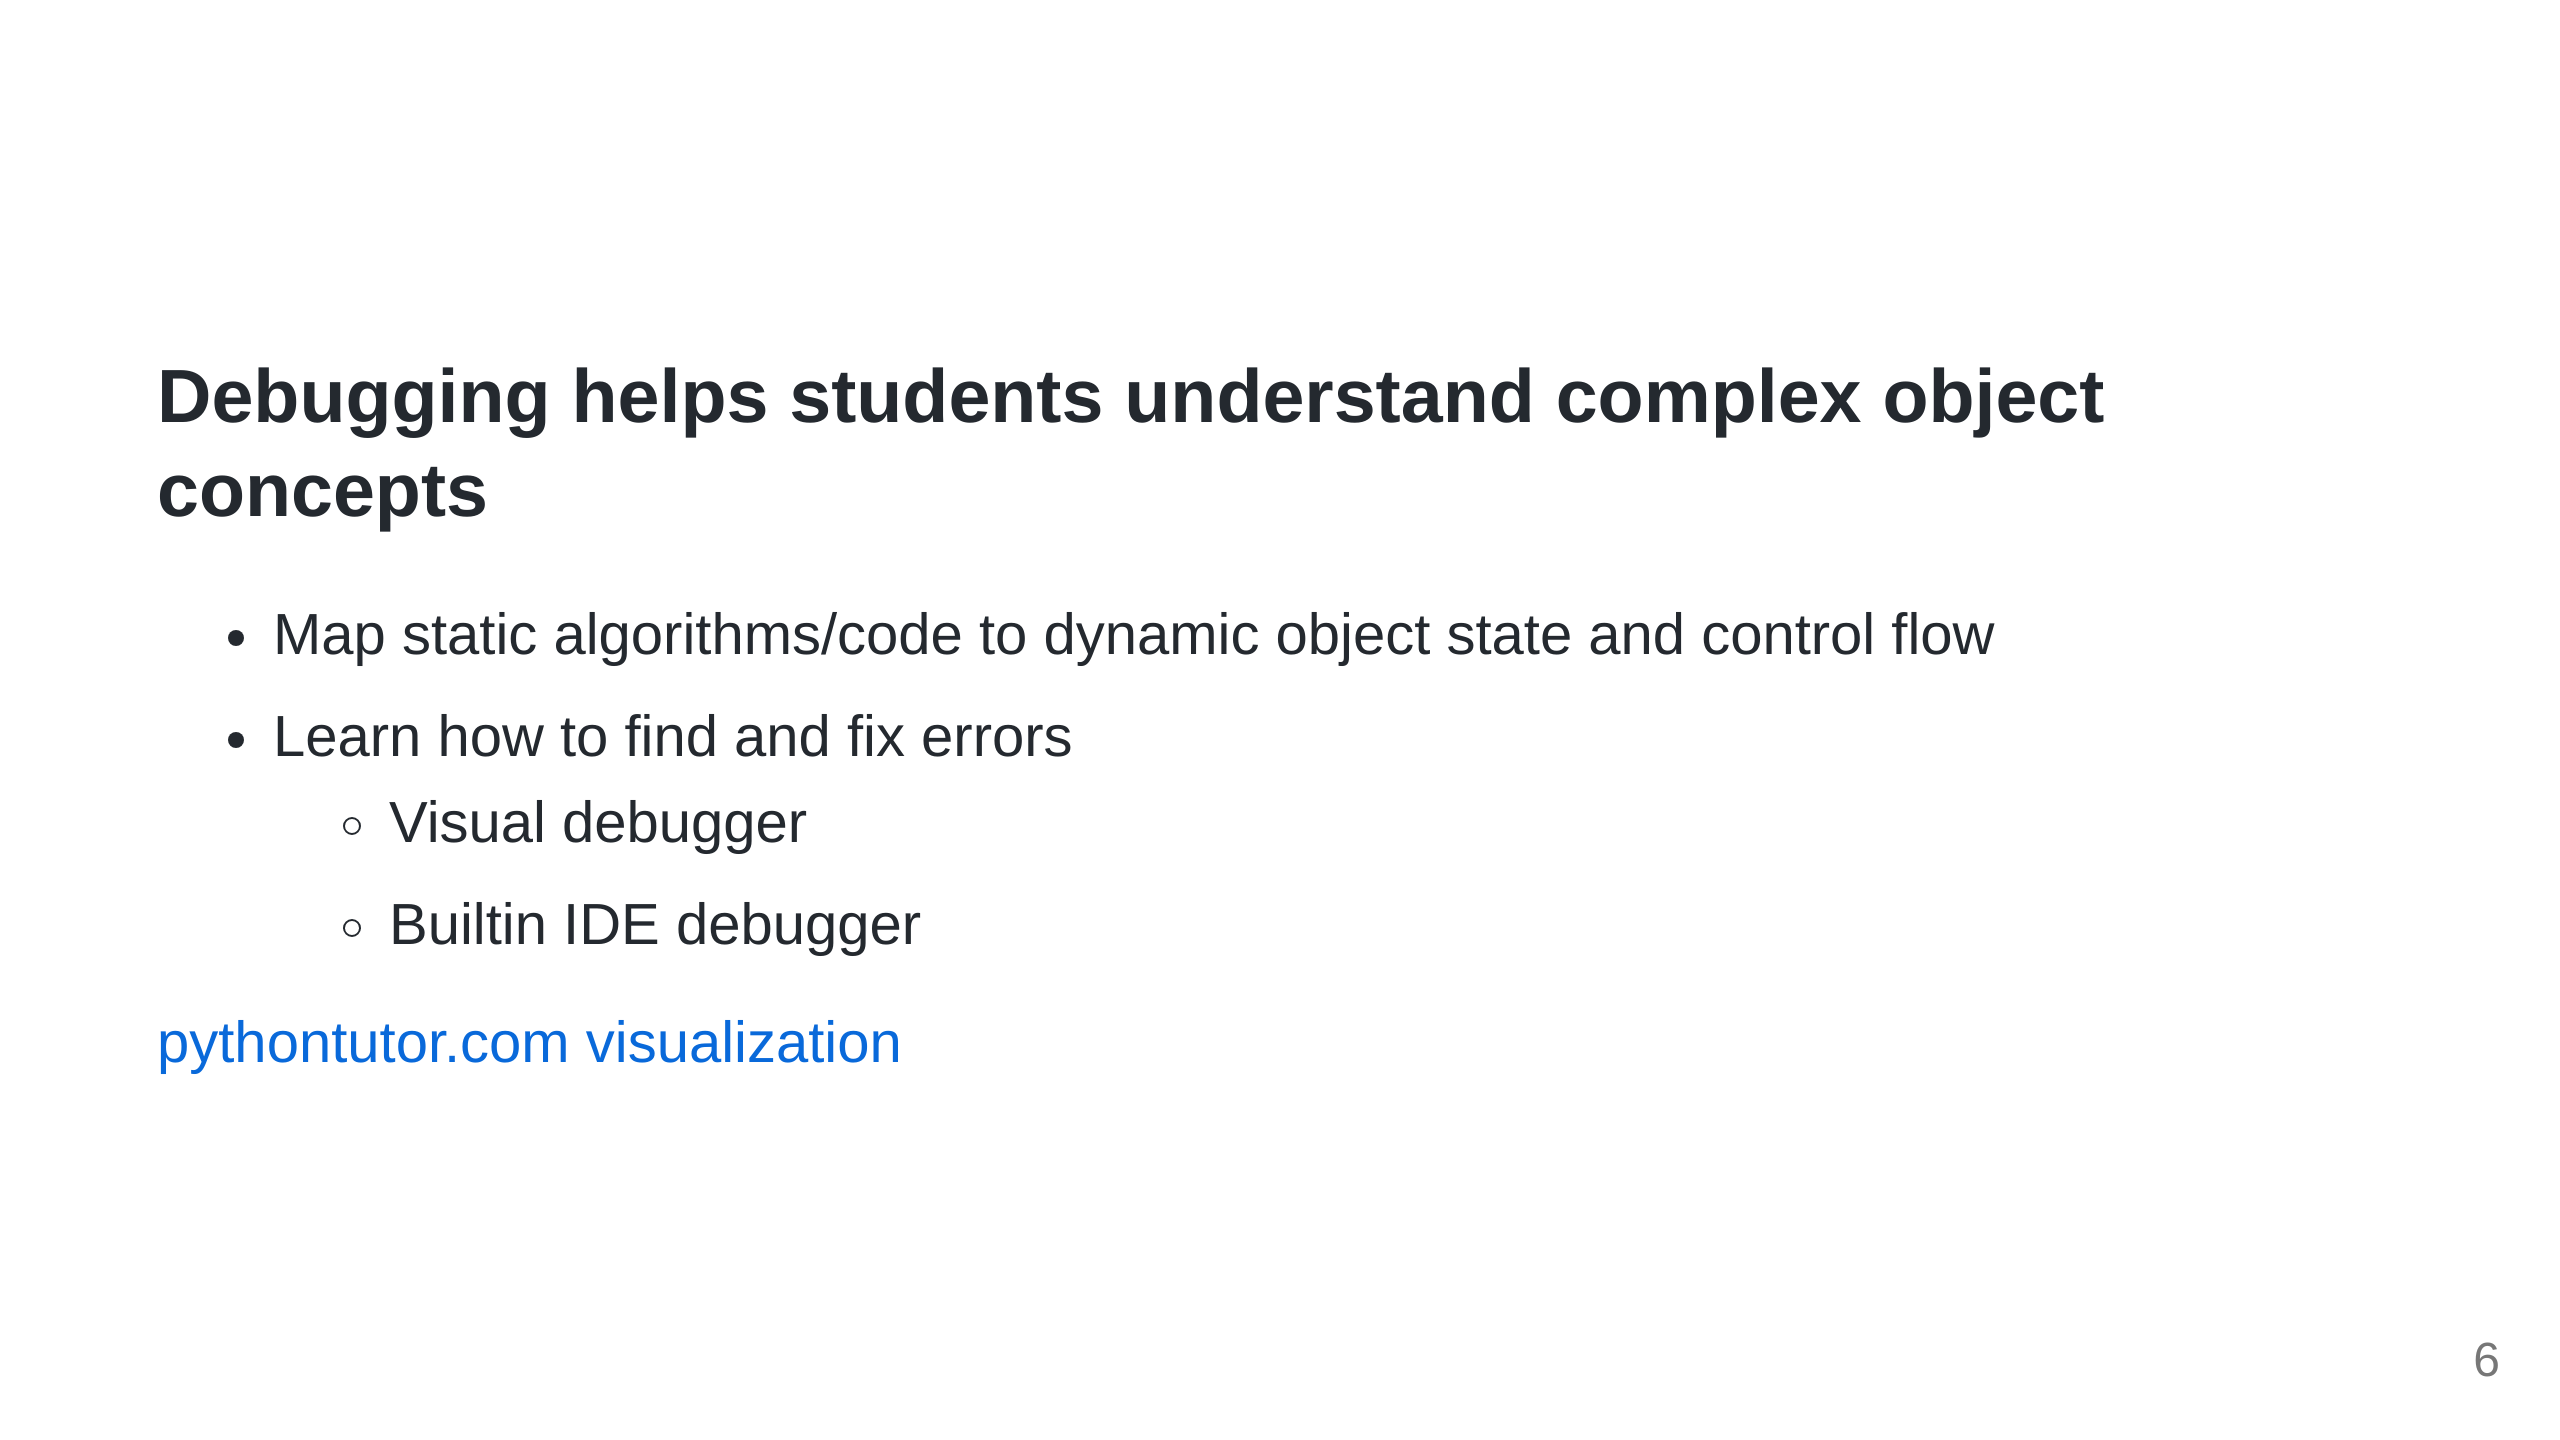 Debugging helps students understand complex object
concepts
Map static algorithms/code to dynamic object state and control flow
Learn how to find and fix errors
Visual debugger
Builtin IDE debugger
pythontutor.com visualization
6